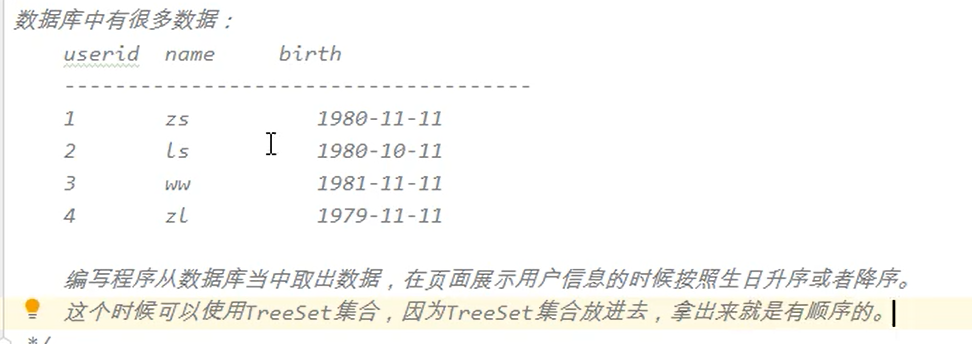 数据库中有很多数据：
userid name birth
-------------------------------------
1 zs 1980-11-11
2 ls 1980-10-11
3 ww 1981-11-11
4 zl 1979-11-11
编写程序从数据库当中取出数据，在页面展示用户信息的时候按照生日升序或者降序。
这个时候可以使用TreeSet集合，因为TreeSet集合放进去，拿出来就是有顺序的。
*/